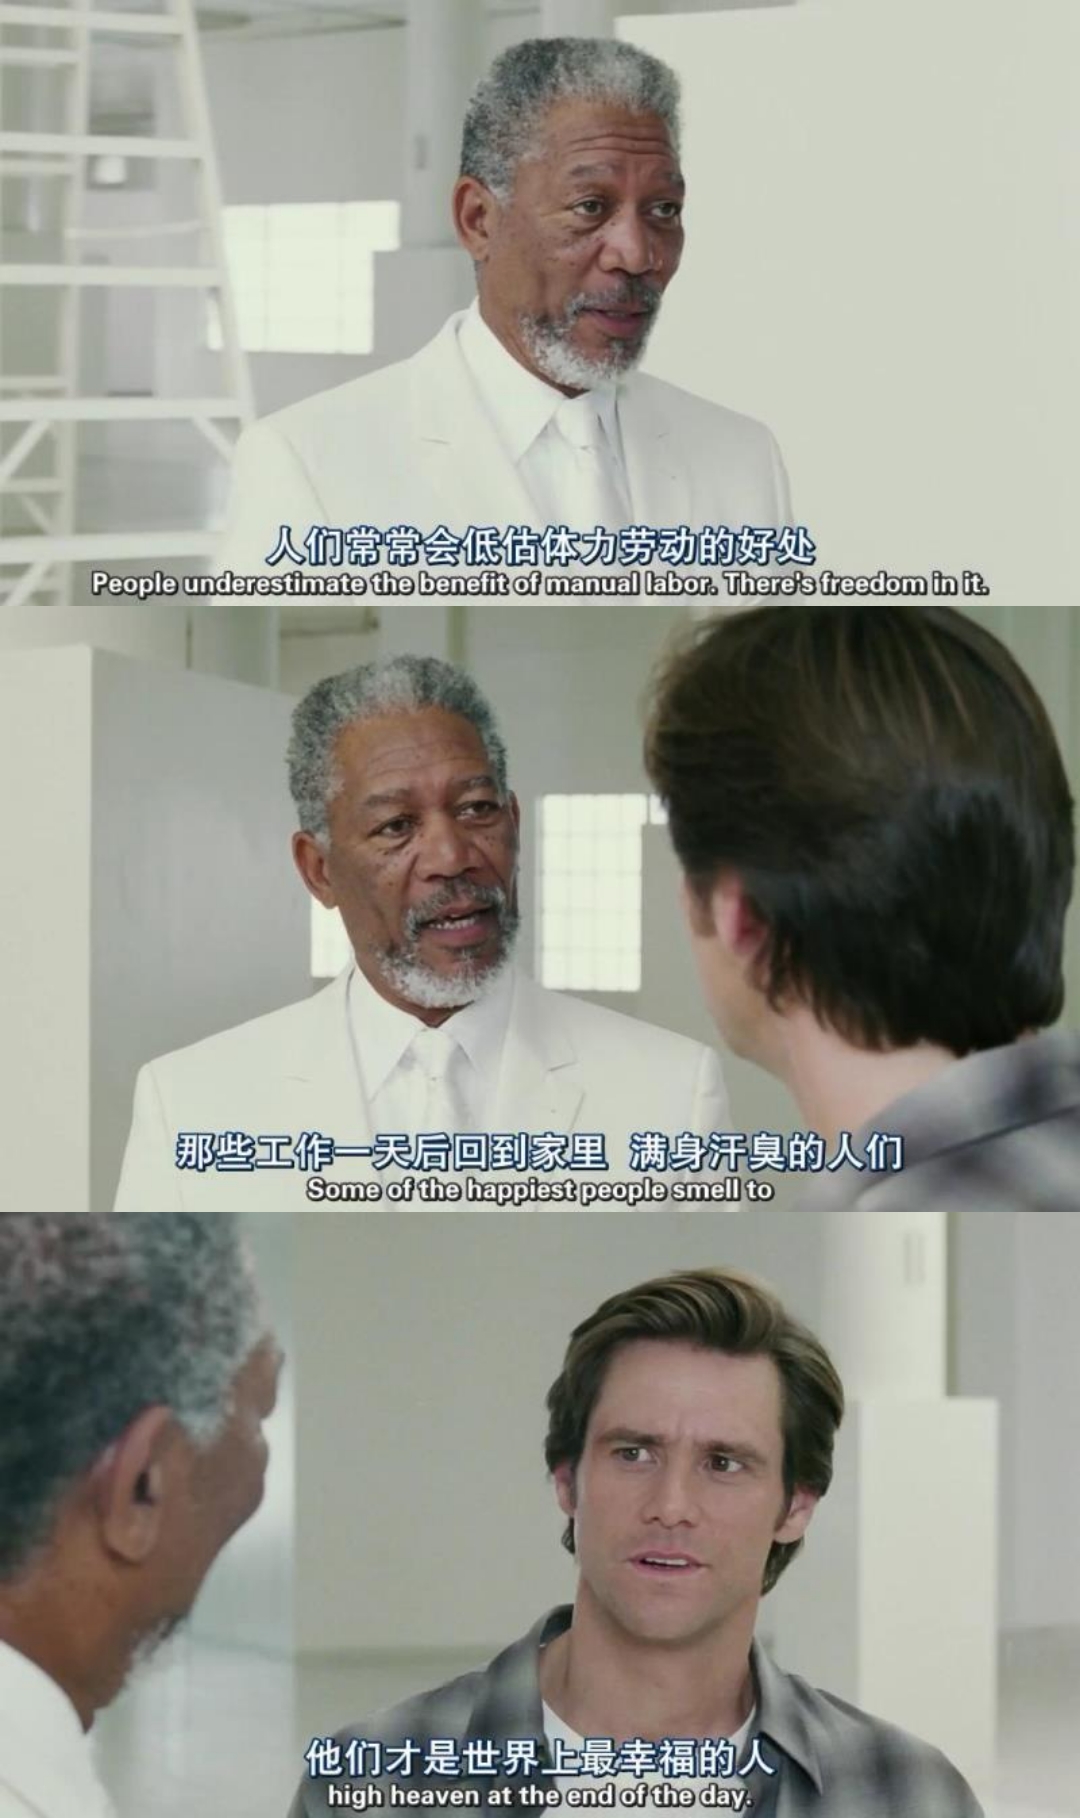 人们常常会低估体力劳动的好处
People underestimate the benefit of manual labor. There's freedom in it.
那些工作一天后回到家里 满身汗臭的人们
Some of the happiest people smell to
他们才是世界上最幸福的人
high heaven at the end of the day.